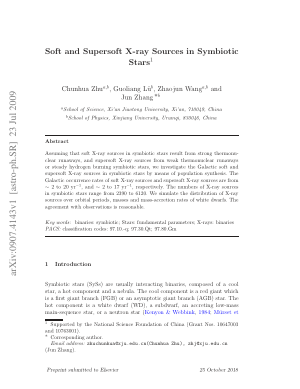 Soft and Supersoft X-ray Sources in Symbiotic
Stars¹
Chunhua Zhu a,b, Guoliang Lü b, Zhaojun Wang a,b and
Jun Zhang *b
a School of Science, Xi'an Jiaotong University, Xi'an, 710049, China
b School of Physics, Xinjiang University, Urumqi, 830046, China
Abstract
Assuming that soft X-ray sources in symbiotic stars result from strong thermonu-
clear runaways, and supersoft X-ray sources from weak thermonuclear runaways
or steady hydrogen burning symbiotic stars, we investigate the Galactic soft and
supersoft X-ray sources in symbiotic stars by means of population synthesis. The
Galactic occurrence rates of soft X-ray sources and supersoft X-ray sources are from
~ 2 to 20 yr⁻¹, and ~ 2 to 17 yr⁻¹, respectively. The numbers of X-ray sources
in symbiotic stars range from 2390 to 6120. We simulate the distribution of X-ray
sources over orbital periods, masses and mass-accretion rates of white dwarfs. The
agreement with observations is reasonable.
Key words: binaries: symbiotic, Stars: fundamental parameters, X-rays: binaries
PACS classification codes: 97.10.-q, 97.30.Qt, 97.80.Gm
1 Introduction
Symbiotic stars (SySs) are usually interacting binaries, composed of a cool
star, a hot component and a nebula. The cool component is a red giant which
is a first giant branch (FGB) or an asymptotic giant branch (AGB) star. The
hot component is a white dwarf (WD), a subdwarf, an accreting low-mass
main-sequence star, or a neutron star (Kenyon & Webbink, 1984; Mürset et
* Supported by the National Science Foundation of China (Grant Nos. 10647003
and 10763001).
* Corresponding author.
Email address: zhuchunhua@xju.edu.cn(Chunhua Zhu), zhj@xju.edu.cn
(Jun Zhang).
Preprint submitted to Elsevier 25 October 2018
arXiv:0907.4143v1 [astro-ph.SR] 23 Jul 2009